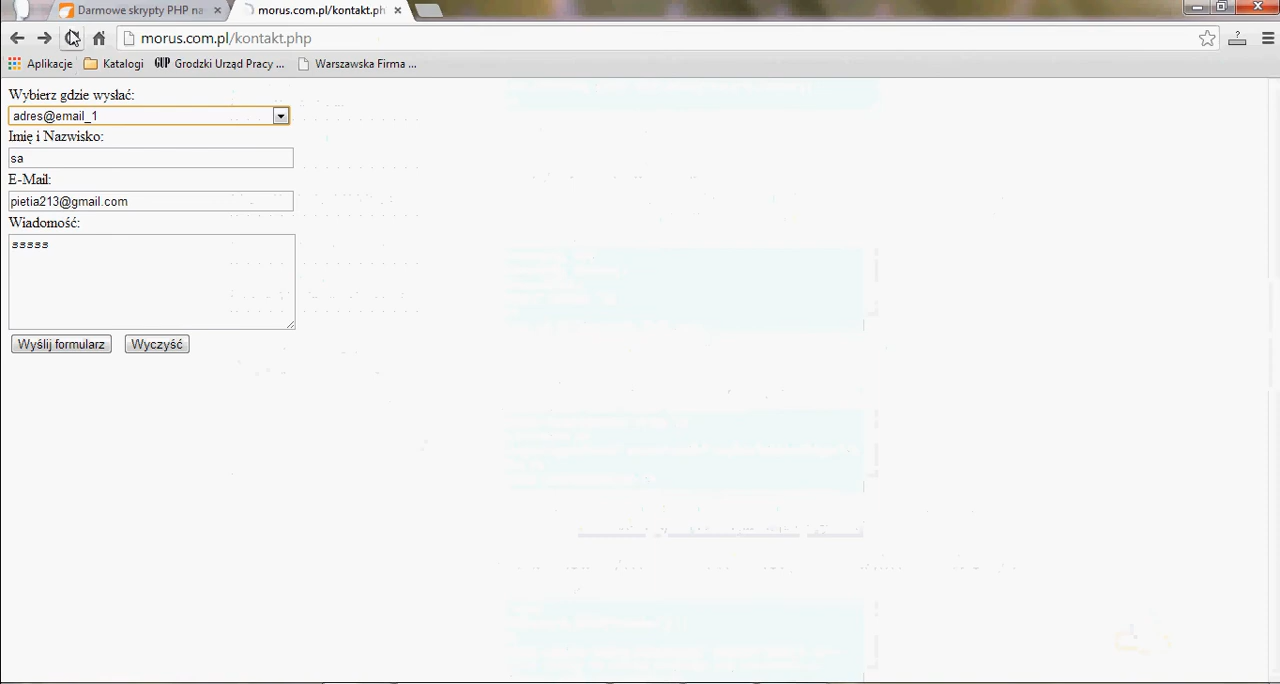 Darmowe skrypty PHP na
morus.com.pl/kontakt.ph
morus.com.pl/kontakt.php
Aplikacje
Katalogi
GUP Grodzki Urząd Pracy ...
Warszawska Firma ...
Wybierz gdzie wysłać:
adres@email_1
Imię i Nazwisko:
sa
E-Mail:
pietia213@gmail.com
Wiadomość:
sssss
Wyślij formularz
Wyczyść